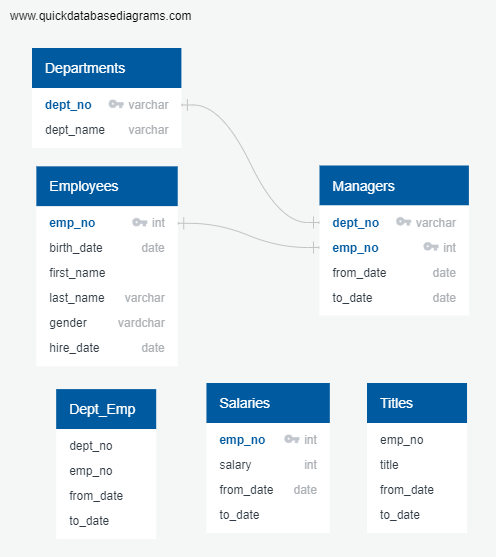 www.quickdatabasediagrams.com
Departments
dept_no varchar
dept_name varchar
Employees
emp_no int
birth_date date
first_name
last_name varchar
gender vardchar
hire_date date
Managers
dept_no varchar
emp_no int
from_date date
to_date date
Dept_Emp
dept_no
emp_no
from_date
to_date
Salaries
emp_no int
salary int
from_date date
to_date
Titles
emp_no
title
from_date
to_date